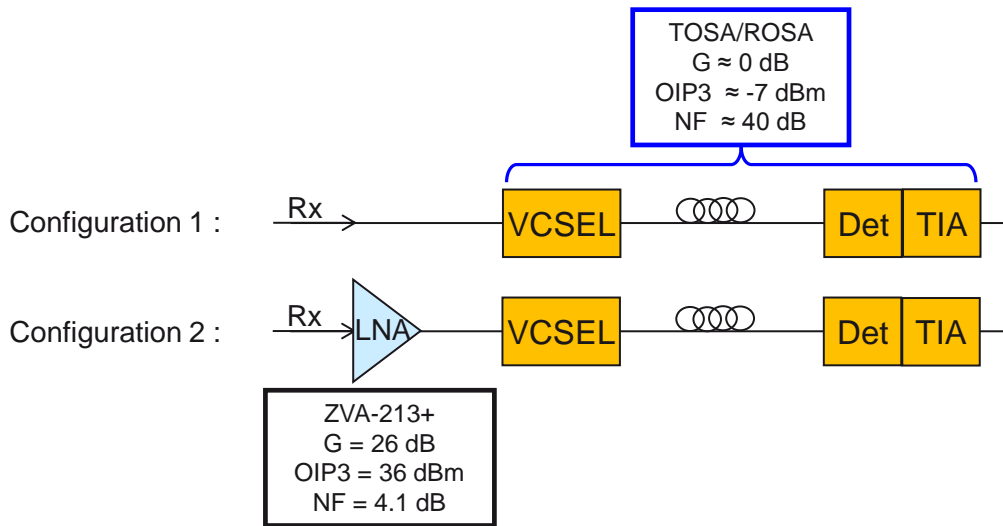 TOSA/ROSA
G ≈ 0 dB
OIP3 ≈ -7 dBm
NF ≈ 40 dB
Configuration 1 :
Rx
VCSEL
Det
TIA
Configuration 2 :
Rx
LNA
VCSEL
Det
TIA
ZVA-213+
G = 26 dB
OIP3 = 36 dBm
NF = 4.1 dB